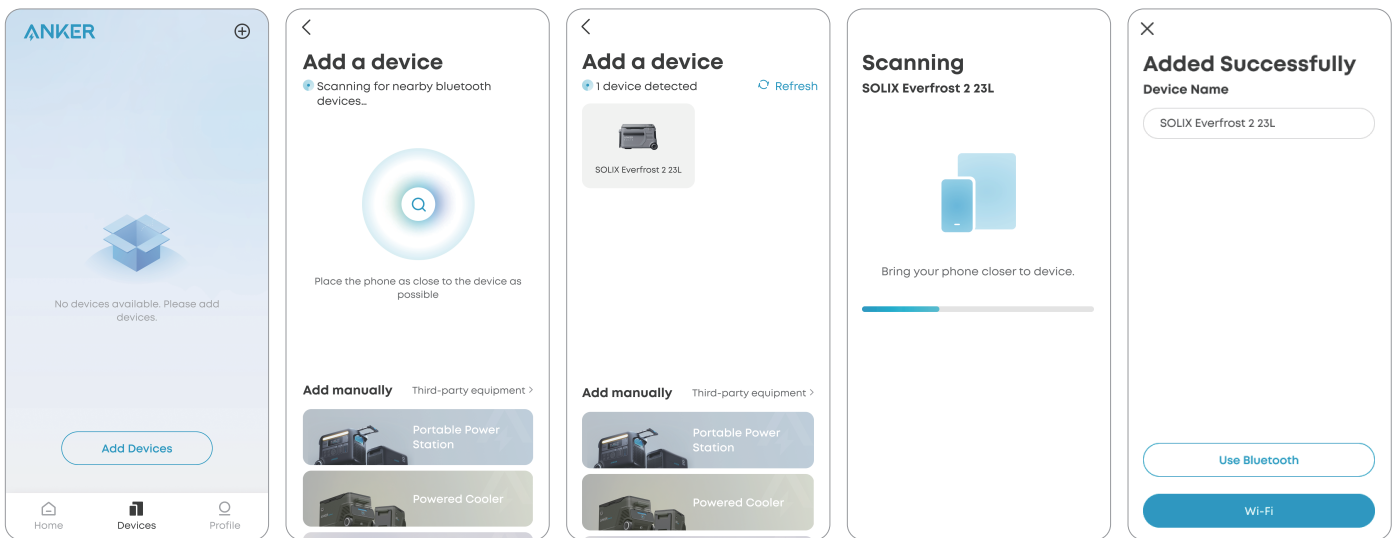 ANKER
No devices available. Please add
devices.
Add Devices
Home
Devices
Profile
Add a device
Scanning for nearby bluetooth
devices...
Place the phone as close to the device as
possible
Add manually
Third-party equipment >
Portable Power
Station
Powered Cooler
Add a device
1 device detected
Refresh
SOLIX Everfrost 2 23L
Add manually
Third-party equipment >
Portable Power
Station
Powered Cooler
Scanning
SOLIX Everfrost 2 23L
Bring your phone closer to device.
Added Successfully
Device Name
SOLIX Everfrost 2 23L
Use Bluetooth
Wi-Fi